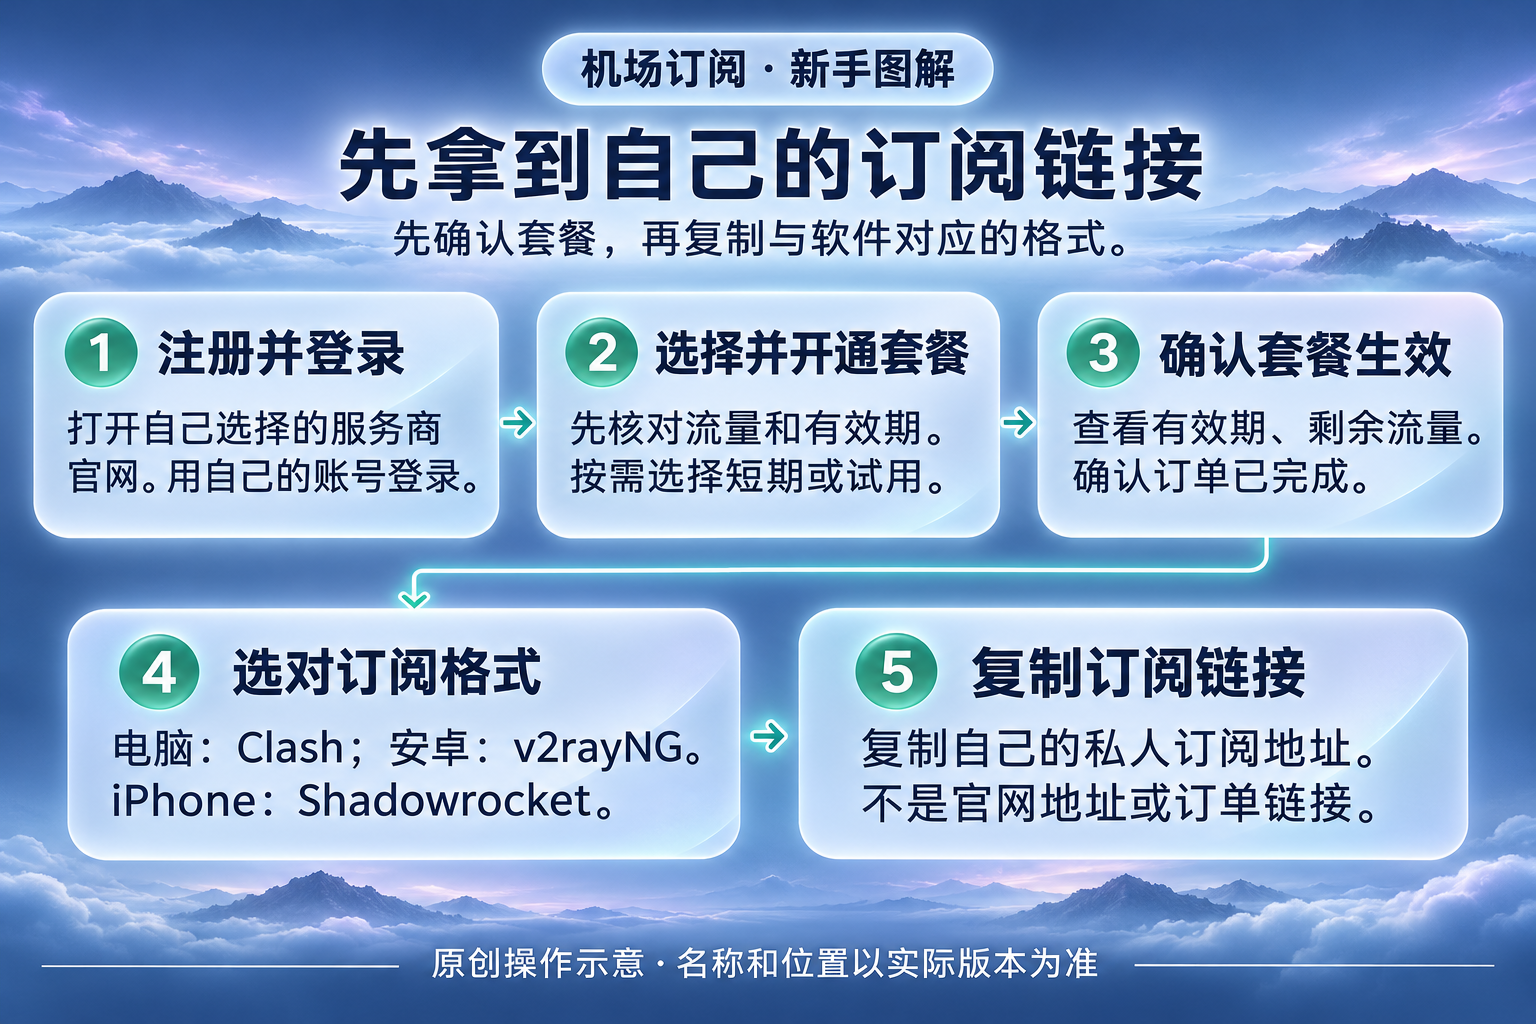 机场订阅 · 新手图解
先拿到自己的订阅链接
先确认套餐，再复制与软件对应的格式。
1 注册并登录
打开自己选择的服务商
官网。用自己的账号登录。
2 选择并开通套餐
先核对流量和有效期。
按需选择短期或试用。
3 确认套餐生效
查看有效期、剩余流量。
确认订单已完成。
4 选对订阅格式
电脑：Clash；安卓：v2rayNG。
iPhone：Shadowrocket。
5 复制订阅链接
复制自己的私人订阅地址。
不是官网地址或订单链接。
原创操作示意 · 名称和位置以实际版本为准